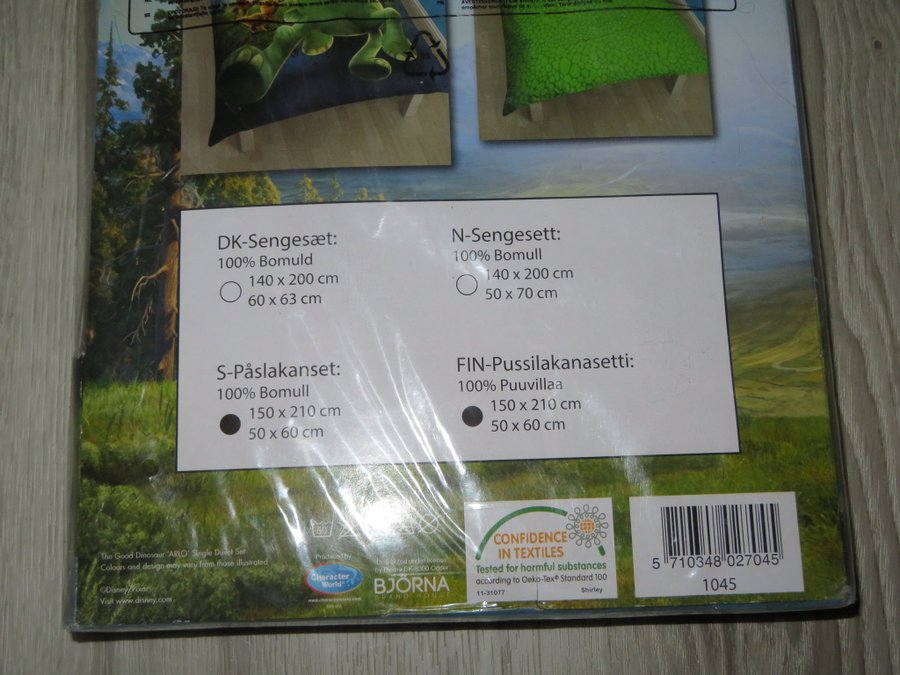 DK-Sengesæt:
100% Bomuld
140 x 200 cm
60 x 63 cm
N-Sengesett:
100% Bomull
140 x 200 cm
50 x 70 cm
S-Påslakanset:
100% Bomull
150 x 210 cm
50 x 60 cm
FIN-Pussilakanasetti:
100% Puuvillaa
150 x 210 cm
50 x 60 cm
The Good Dinosaur 'ARLO' Single Duvet Set
Colours and design may vary from those illustrated
©Disney/Pixar
Visit www.disney.com
Produced by
Character
World
BJÖRNA
CONFIDENCE
IN TEXTILES
Tested for harmful substances
according to Oeko-Tex® Standard 100
11-31077 Shirley
5 710348 027045
1045